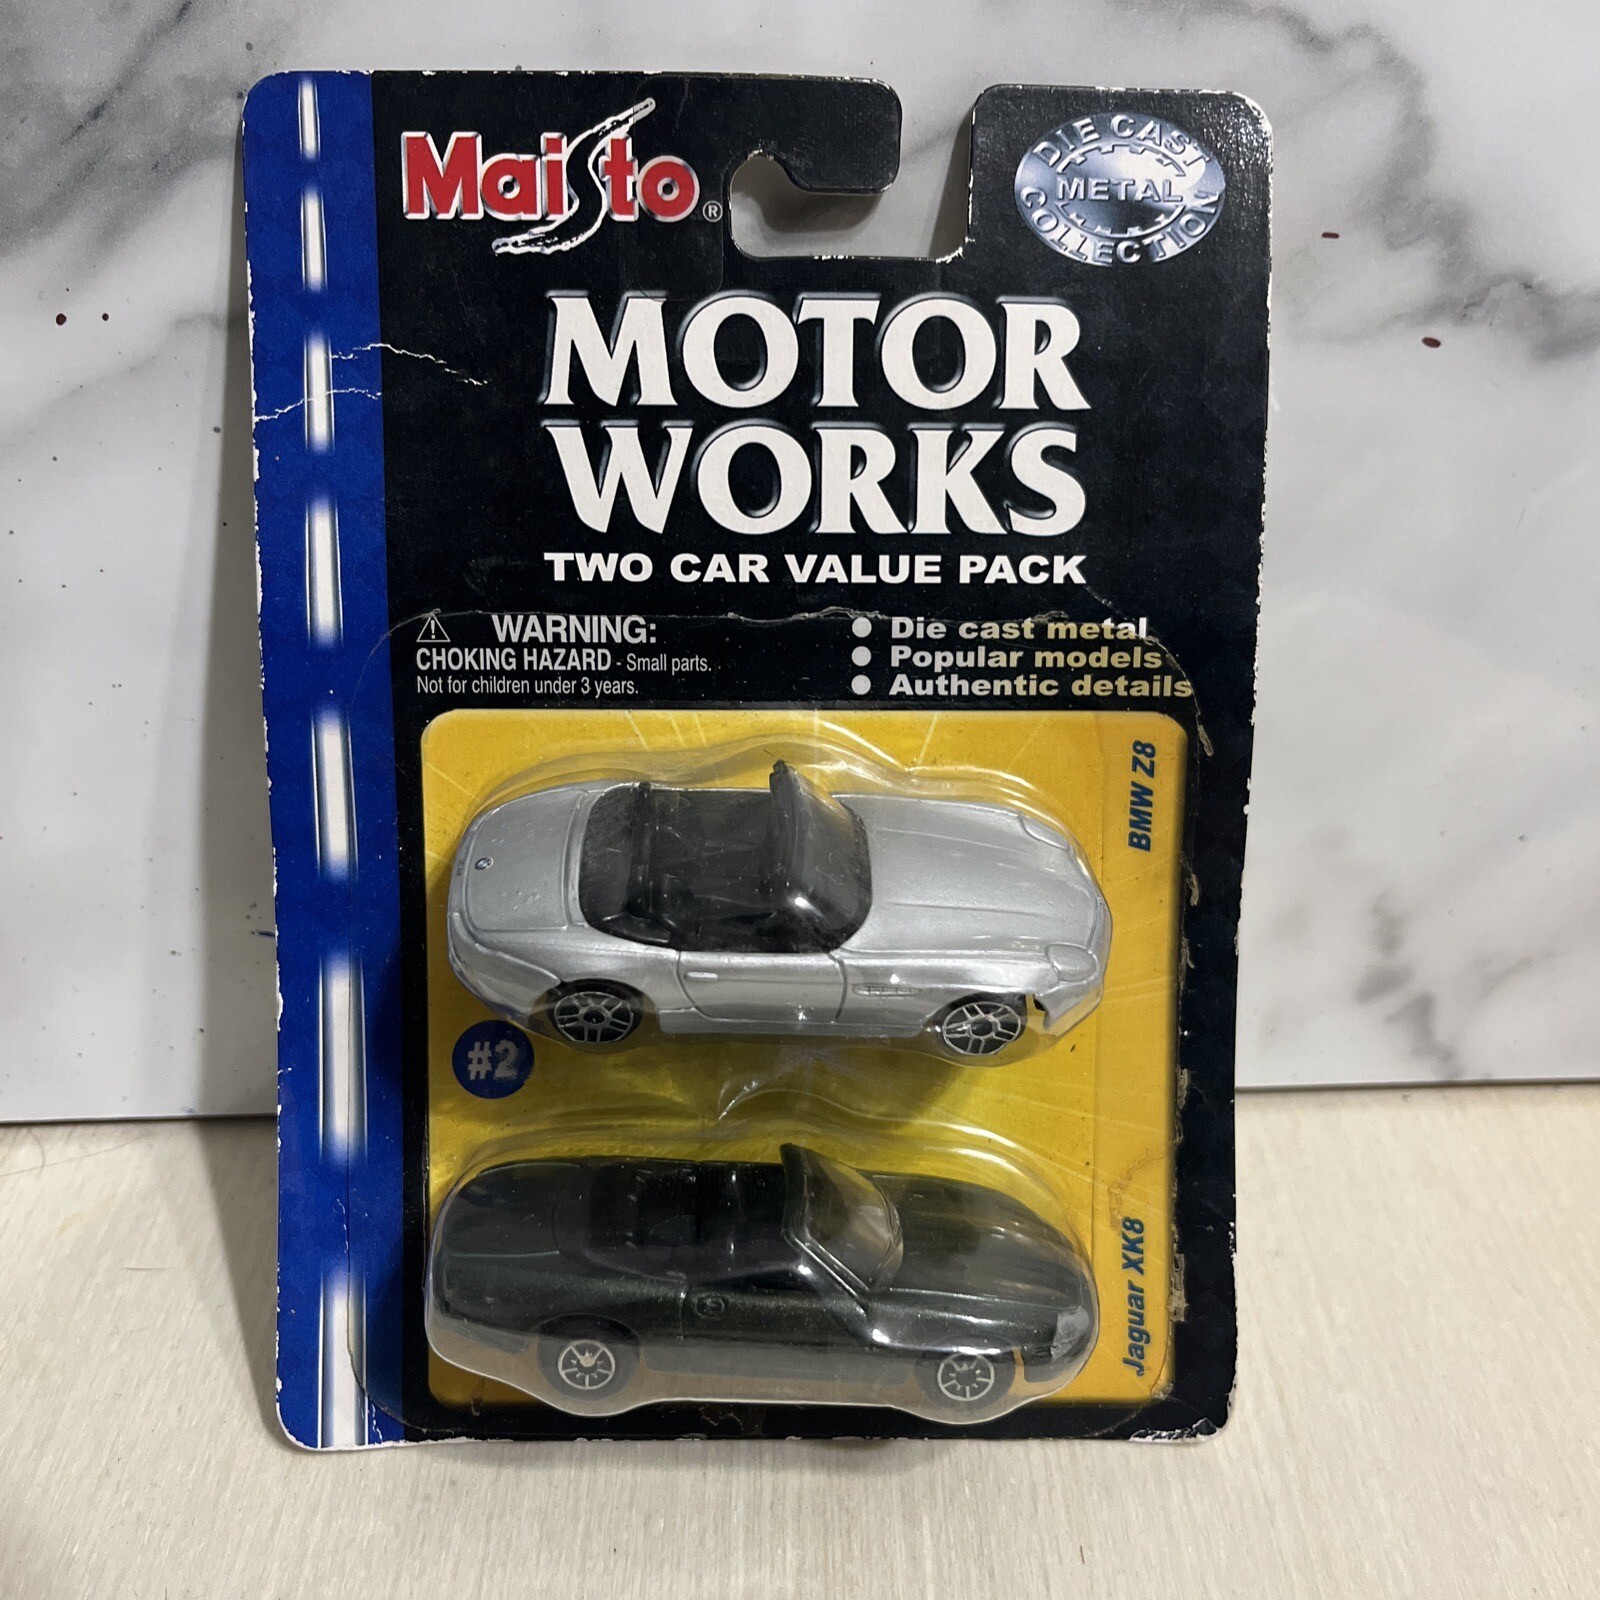 Maisto®
DIE CAST
METAL
COLLECTION
MOTOR
WORKS
TWO CAR VALUE PACK
WARNING:
CHOKING HAZARD - Small parts.
Not for children under 3 years.
Die cast metal
Popular models
Authentic details
BMW Z8
#2
Jaguar XK8